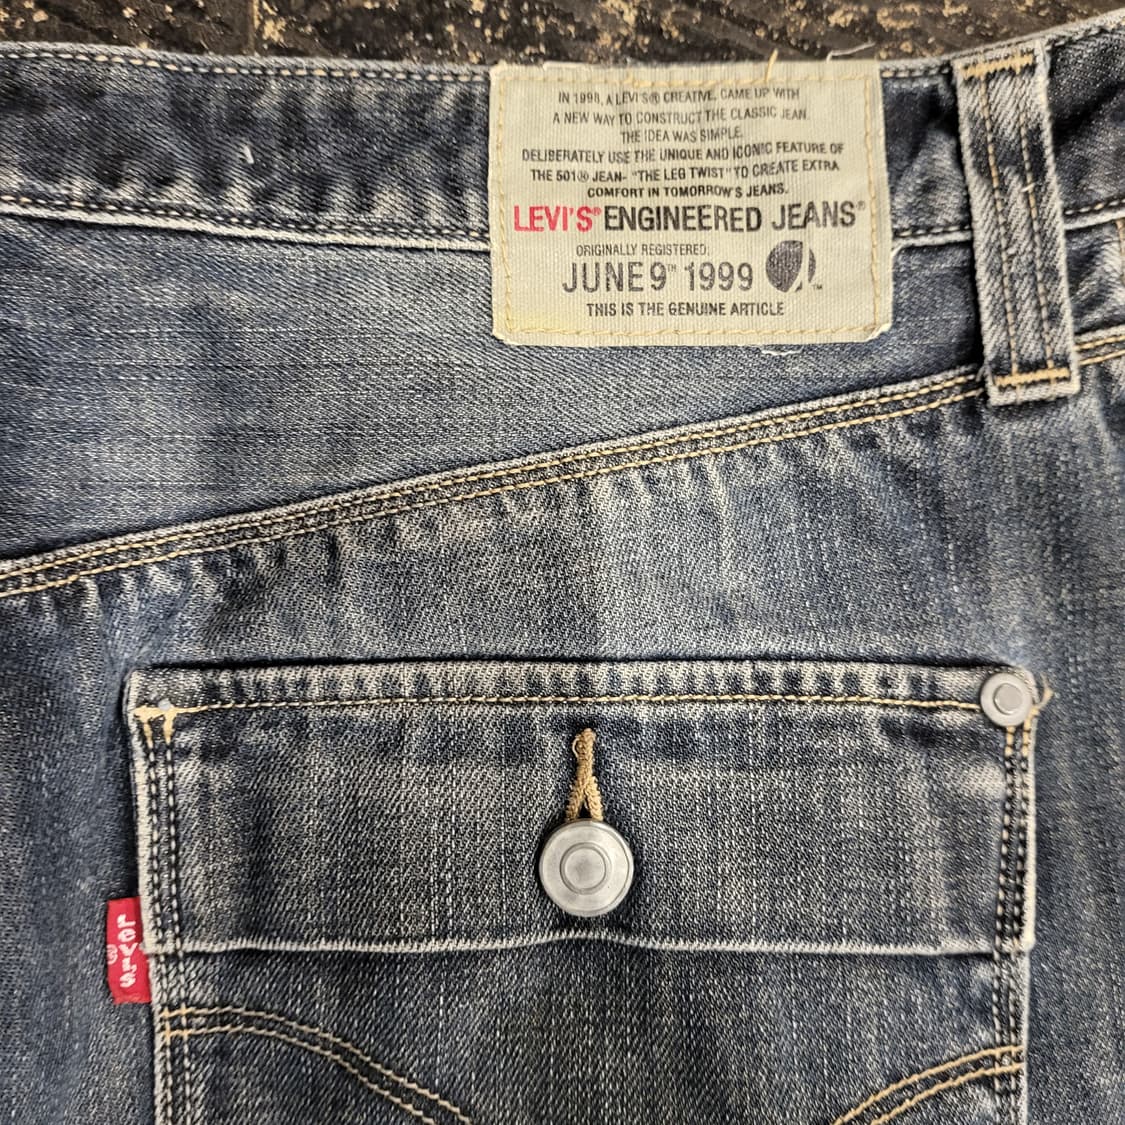 IN 1998, A LEVI'S® CREATIVE, CAME UP WITH
A NEW WAY TO CONSTRUCT THE CLASSIC JEAN.
THE IDEA WAS SIMPLE.
DELIBERATELY USE THE UNIQUE AND ICONIC FEATURE OF
THE 501® JEAN- "THE LEG TWIST" TO CREATE EXTRA
COMFORT IN TOMORROW'S JEANS.
LEVI'S® ENGINEERED JEANS®
ORIGINALLY REGISTERED:
JUNE 9TH 1999 ™
THIS IS THE GENUINE ARTICLE
LEVI'S ®